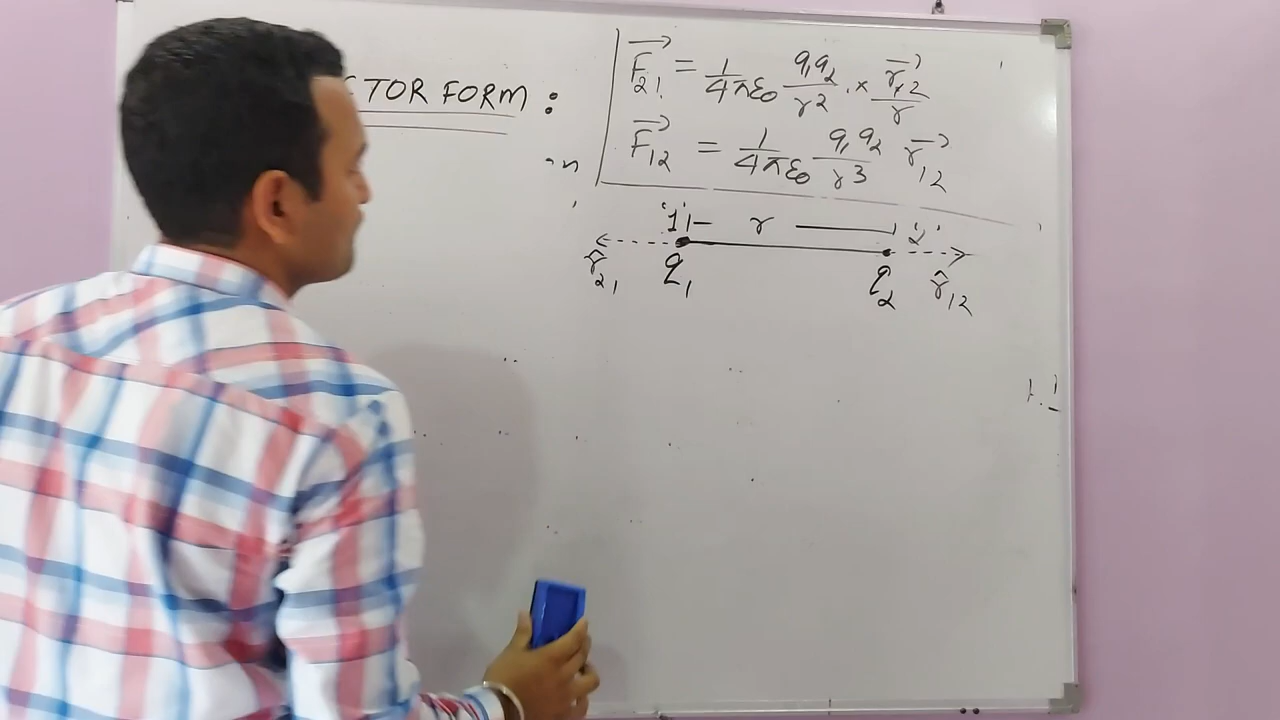 CTOR FORM :
F⃗21 = 1/4πε0 q1q2/r2 . × r⃗12/r
F⃗12 = 1/4πε0 q1q2/r3 r⃗12
'1' r '2'
r̂21 q1 q2 r̂12